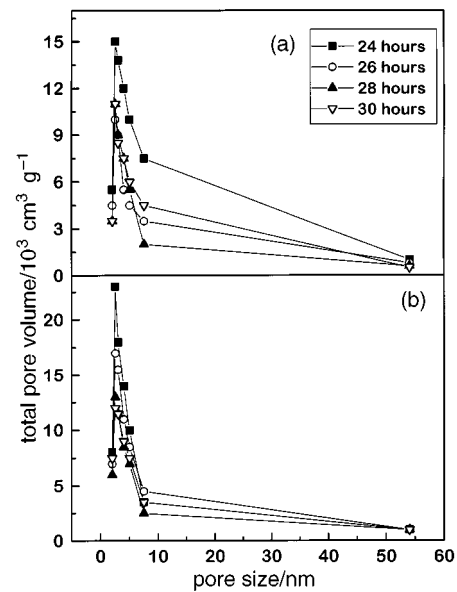 (a)
24 hours
26 hours
28 hours
30 hours
15
12
9
6
3
0
(b)
20
15
10
5
0
0 10 20 30 40 50 60
pore size/nm
total pore volume/10³ cm³ g⁻¹